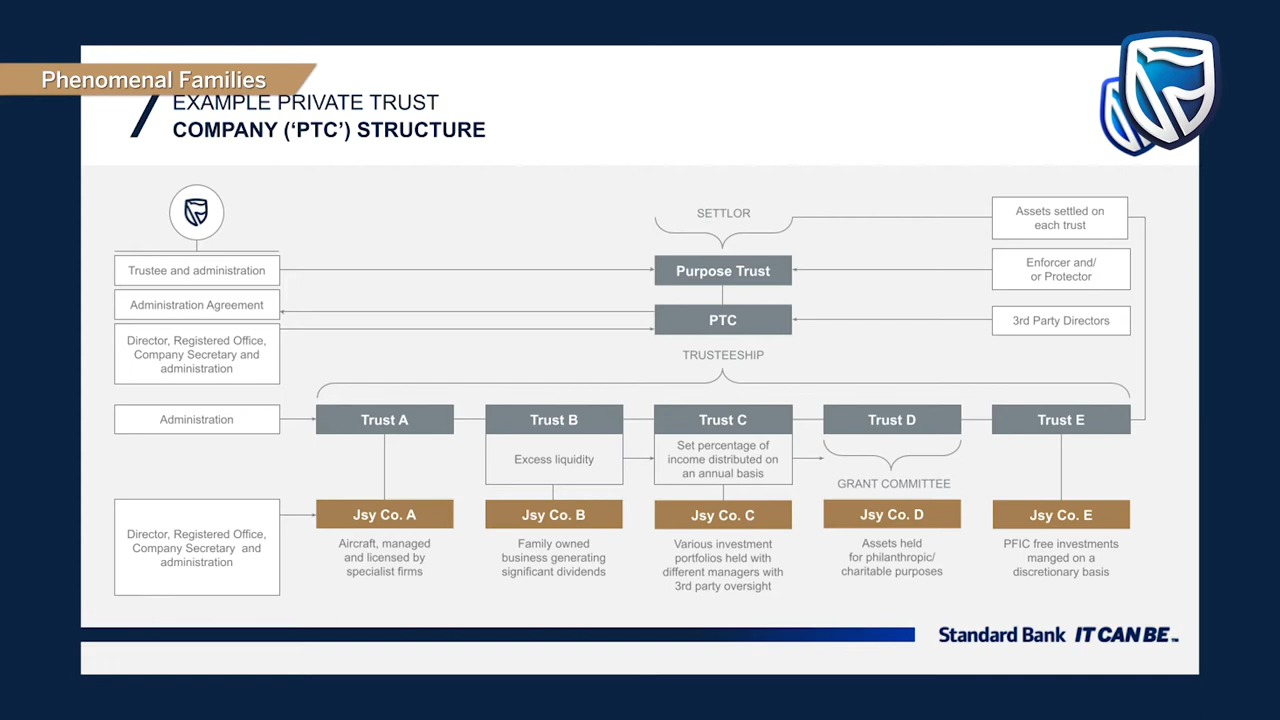 Phenomenal Families
EXAMPLE PRIVATE TRUST
COMPANY (‘PTC’) STRUCTURE
SETTLOR
Assets settled on
each trust
Trustee and administration
Purpose Trust
Enforcer and/
or Protector
Administration Agreement
PTC
3rd Party Directors
Director, Registered Office,
Company Secretary and
administration
TRUSTEESHIP
Administration
Trust A
Trust B
Trust C
Trust D
Trust E
Excess liquidity
Set percentage of
income distributed on
an annual basis
GRANT COMMITTEE
Director, Registered Office,
Company Secretary and
administration
Jsy Co. A
Jsy Co. B
Jsy Co. C
Jsy Co. D
Jsy Co. E
Aircraft, managed
and licensed by
specialist firms
Family owned
business generating
significant dividends
Various investment
portfolios held with
different managers with
3rd party oversight
Assets held
for philanthropic/
charitable purposes
PFIC free investments
manged on a
discretionary basis
Standard Bank IT CAN BE™